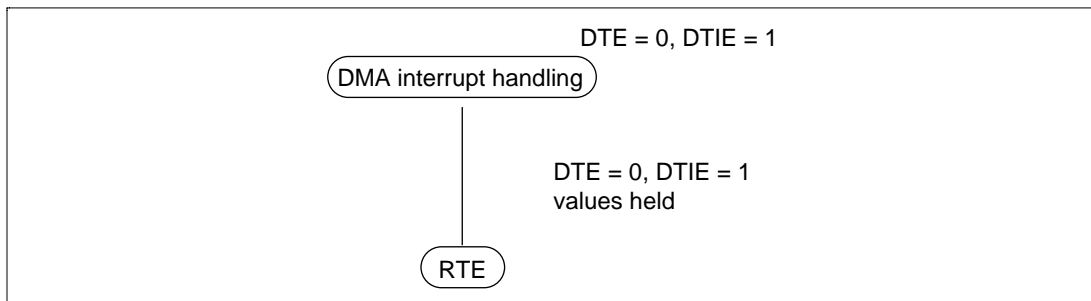 DTE = 0, DTIE = 1
DMA interrupt handling
DTE = 0, DTIE = 1
values held
RTE